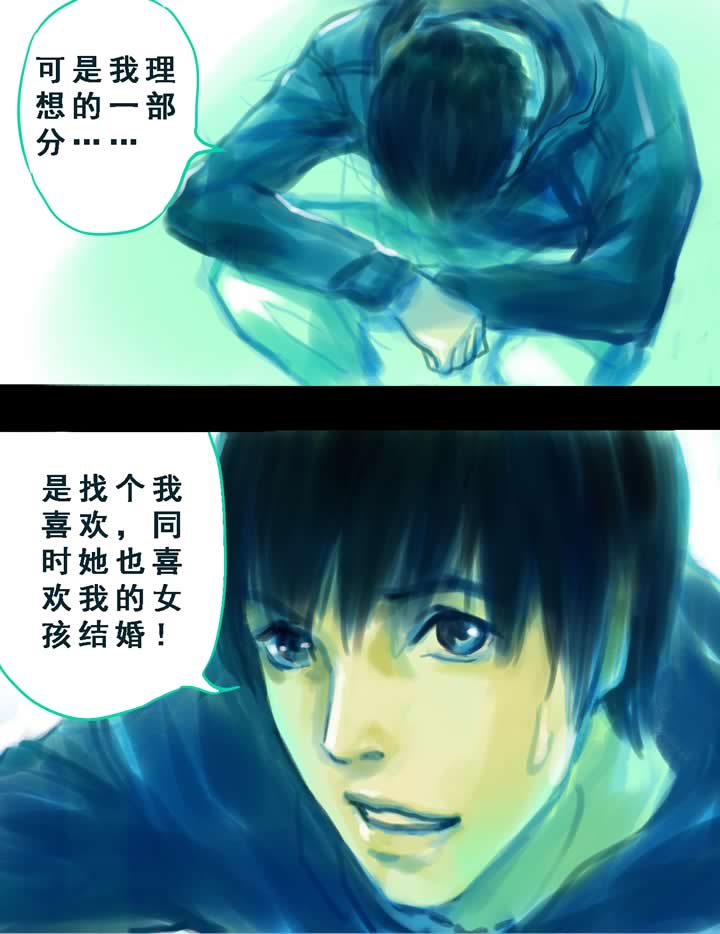 可是我理
想的一部
分……
是找个我
喜欢，同
时她也喜
欢我的女
孩结婚！